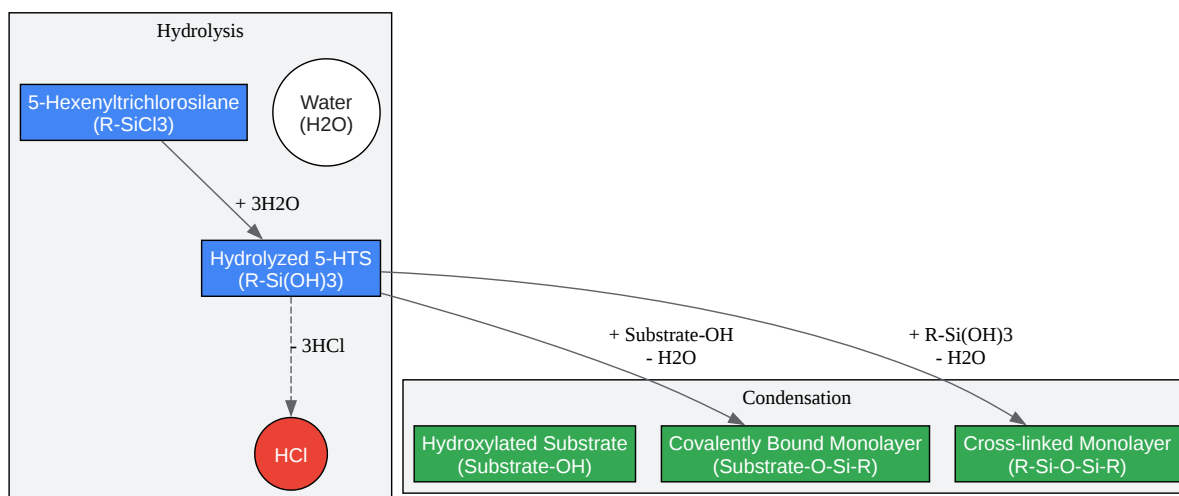 Hydrolysis
5-Hexenyltrichlorosilane
(R-SiCl3)
Water
(H2O)
+ 3H2O
Hydrolyzed 5-HTS
(R-Si(OH)3)
- 3HCl
HCl
+ Substrate-OH
- H2O
+ R-Si(OH)3
- H2O
Condensation
Hydroxylated Substrate
(Substrate-OH)
Covalently Bound Monolayer
(Substrate-O-Si-R)
Cross-linked Monolayer
(R-Si-O-Si-R)